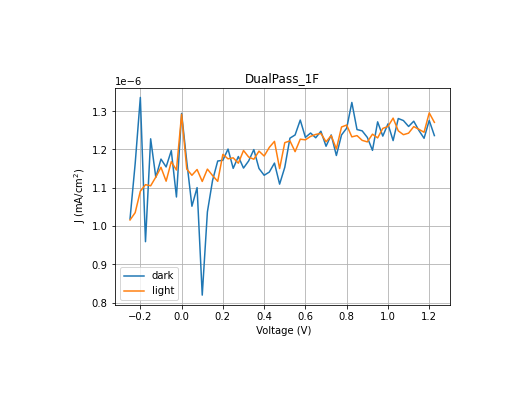 DualPass_1F
1e−6
1.3
1.2
1.1
1.0
0.9
0.8
J (mA/cm²)
dark
light
−0.2 0.0 0.2 0.4 0.6 0.8 1.0 1.2
Voltage (V)